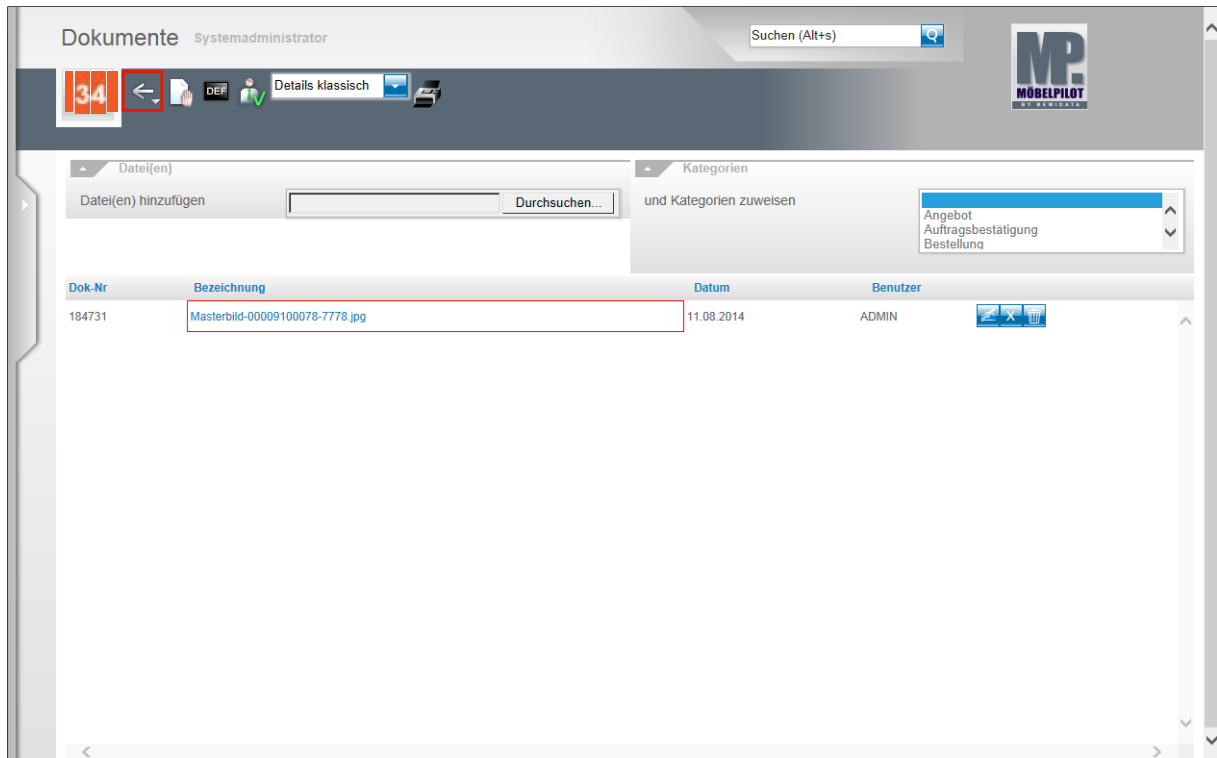 Dokumente Systemadministrator
Suchen (Alt+s)
MP.
MÖBELPILOT
BY BEWIDATA
34
DEF
Details klassisch
Datei(en)
Kategorien
Datei(en) hinzufügen
Durchsuchen...
und Kategorien zuweisen
Angebot
Auftragsbestätigung
Bestellung
Dok-Nr Bezeichnung Datum Benutzer
184731 Masterbild-00009100078-7778.jpg 11.08.2014 ADMIN X